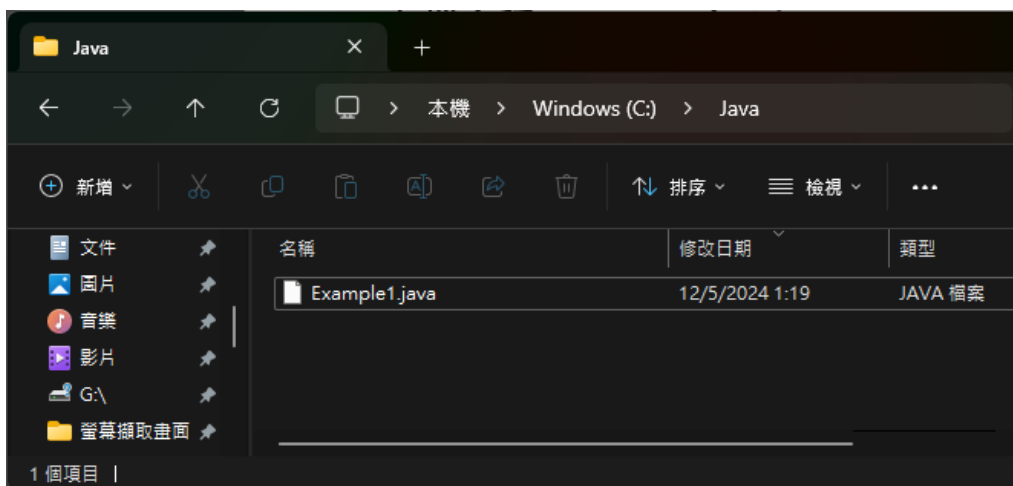 Java
本機 > Windows (C:) > Java
新增
排序
檢視
文件
圖片
音樂
影片
G:\
螢幕擷取畫面
名稱 修改日期 類型
Example1.java 12/5/2024 1:19 JAVA 檔案
1 個項目